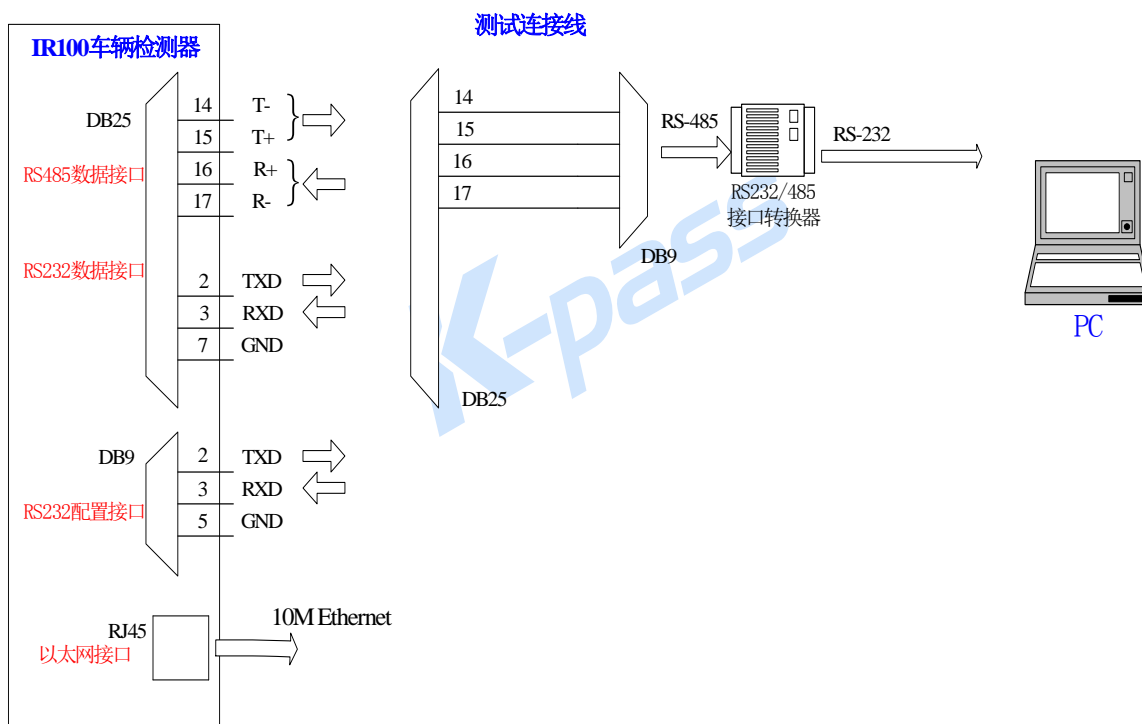 测试连接线
IR100车辆检测器
DB25
RS485数据接口
RS232数据接口
14 T-
15 T+
16 R+
17 R-
2 TXD
3 RXD
7 GND
DB9
RS232配置接口
2 TXD
3 RXD
5 GND
RJ45
以太网接口
10M Ethernet
14
15
16
17
DB25
DB9
RS-485
RS232/485
接口转换器
RS-232
PC
K-pass